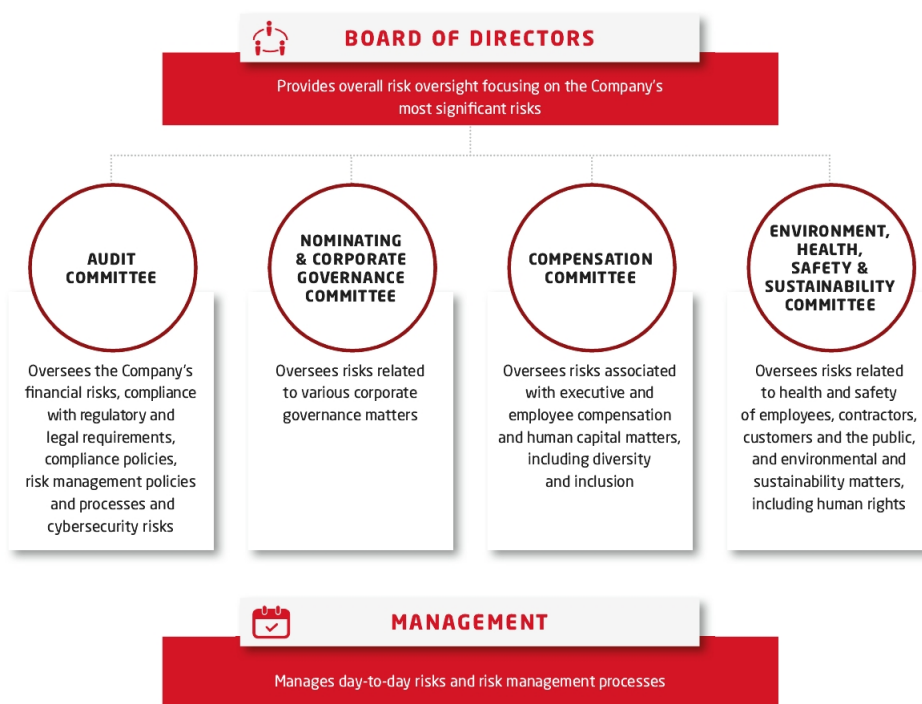 BOARD OF DIRECTORS
Provides overall risk oversight focusing on the Company's
most significant risks
AUDIT
COMMITTEE
Oversees the Company's
financial risks, compliance
with regulatory and
legal requirements,
compliance policies,
risk management policies
and processes and
cybersecurity risks
NOMINATING
& CORPORATE
GOVERNANCE
COMMITTEE
Oversees risks related
to various corporate
governance matters
COMPENSATION
COMMITTEE
Oversees risks associated
with executive and
employee compensation
and human capital matters,
including diversity
and inclusion
ENVIRONMENT,
HEALTH,
SAFETY &
SUSTAINABILITY
COMMITTEE
Oversees risks related
to health and safety
of employees, contractors,
customers and the public,
and environmental and
sustainability matters,
including human rights
MANAGEMENT
Manages day-to-day risks and risk management processes